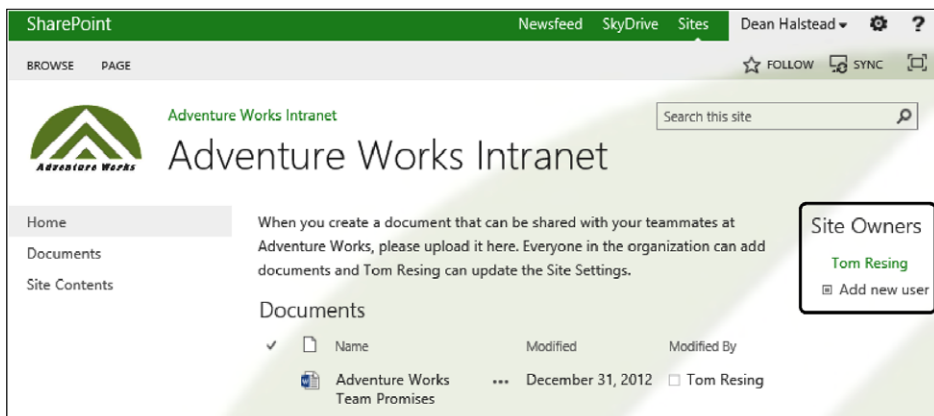 SharePoint
Newsfeed SkyDrive Sites Dean Halstead ?
BROWSE PAGE
FOLLOW SYNC
Adventure Works
Adventure Works Intranet
Search this site
Adventure Works Intranet
Home
Documents
Site Contents
When you create a document that can be shared with your teammates at
Adventure Works, please upload it here. Everyone in the organization can add
documents and Tom Resing can update the Site Settings.
Site Owners
Tom Resing
Add new user
Documents
Name Modified Modified By
Adventure Works ••• December 31, 2012 Tom Resing
Team Promises